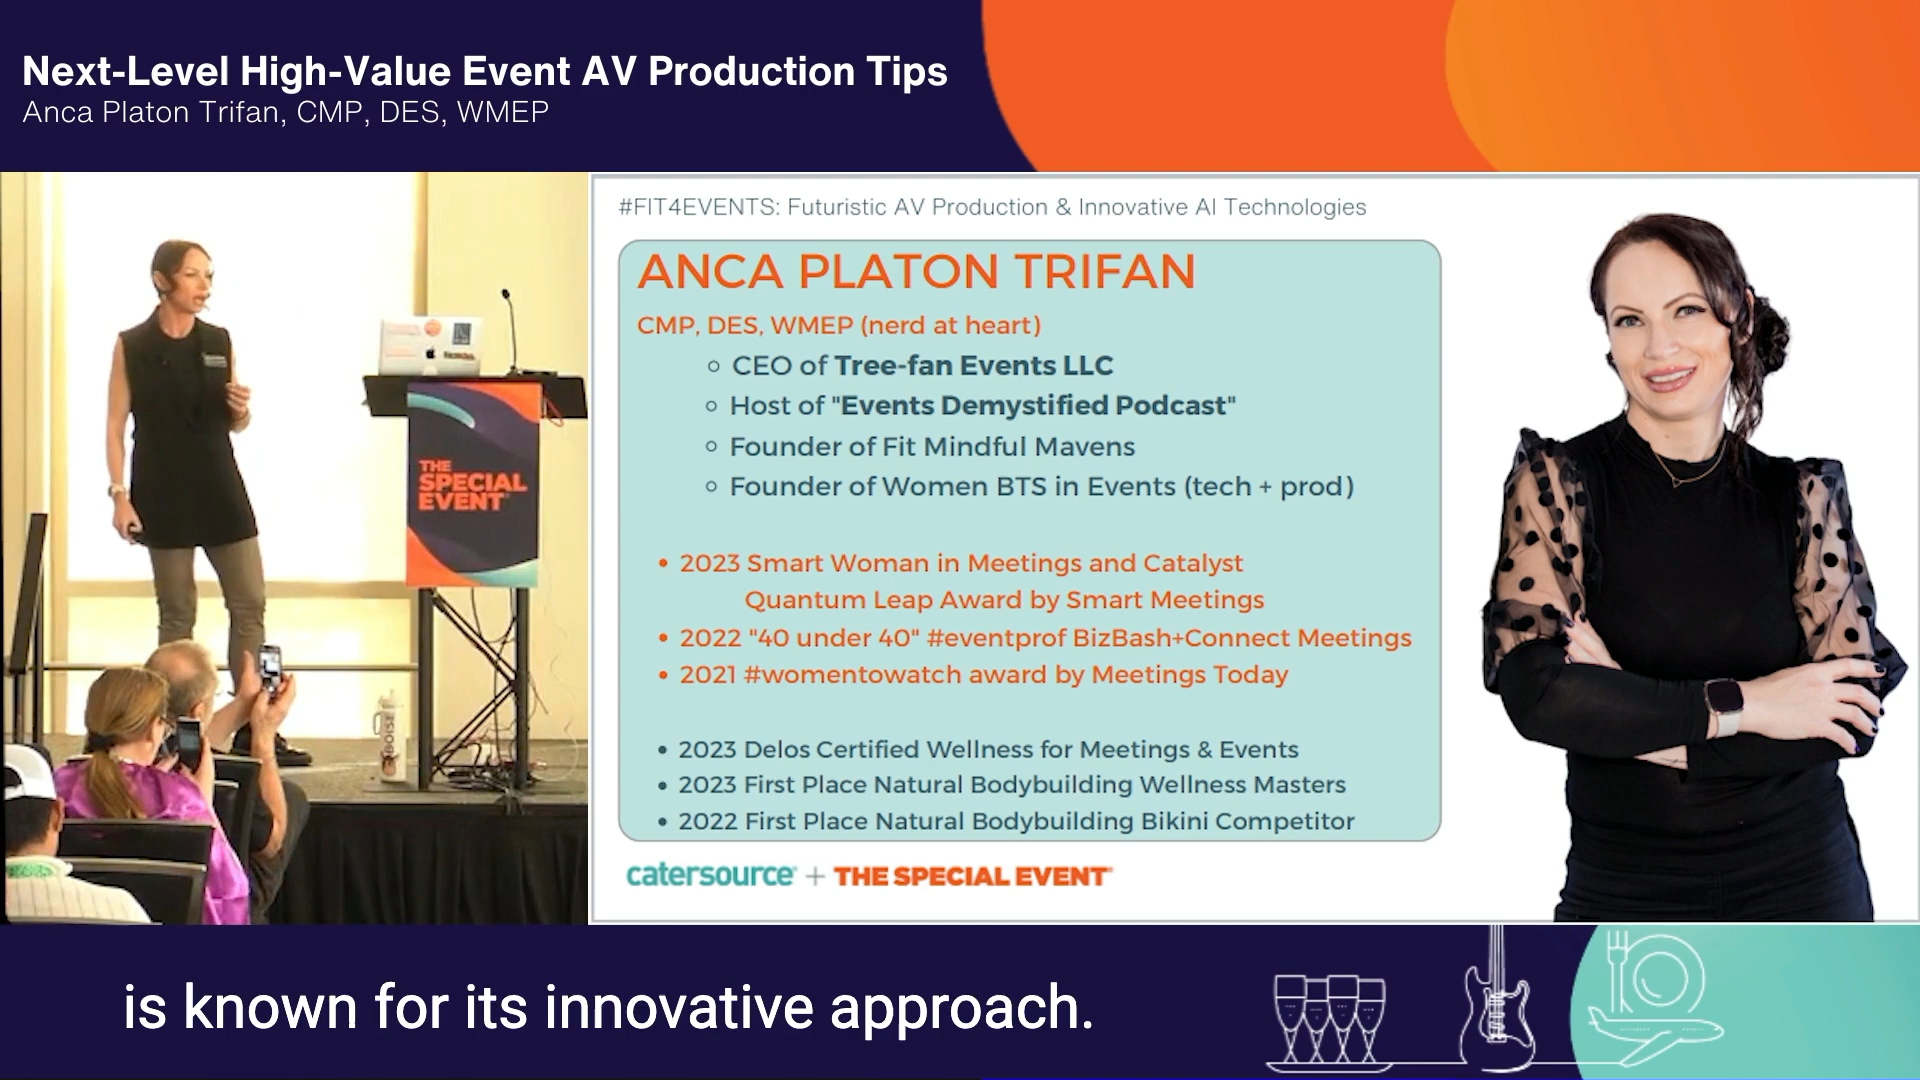 Next-Level High-Value Event AV Production Tips
Anca Platon Trifan, CMP, DES, WMEP
#FIT4EVENTS: Futuristic AV Production & Innovative AI Technologies
ANCA PLATON TRIFAN
CMP, DES, WMEP (nerd at heart)
CEO of Tree-fan Events LLC
Host of "Events Demystified Podcast"
Founder of Fit Mindful Mavens
Founder of Women BTS in Events (tech + prod)
2023 Smart Woman in Meetings and Catalyst
Quantum Leap Award by Smart Meetings
2022 "40 under 40" #eventprof BizBash+Connect Meetings
2021 #womentowatch award by Meetings Today
2023 Delos Certified Wellness for Meetings & Events
2023 First Place Natural Bodybuilding Wellness Masters
2022 First Place Natural Bodybuilding Bikini Competitor
catersource + THE SPECIAL EVENT
THE
SPECIAL
EVENT
BOISE
is known for its innovative approach.